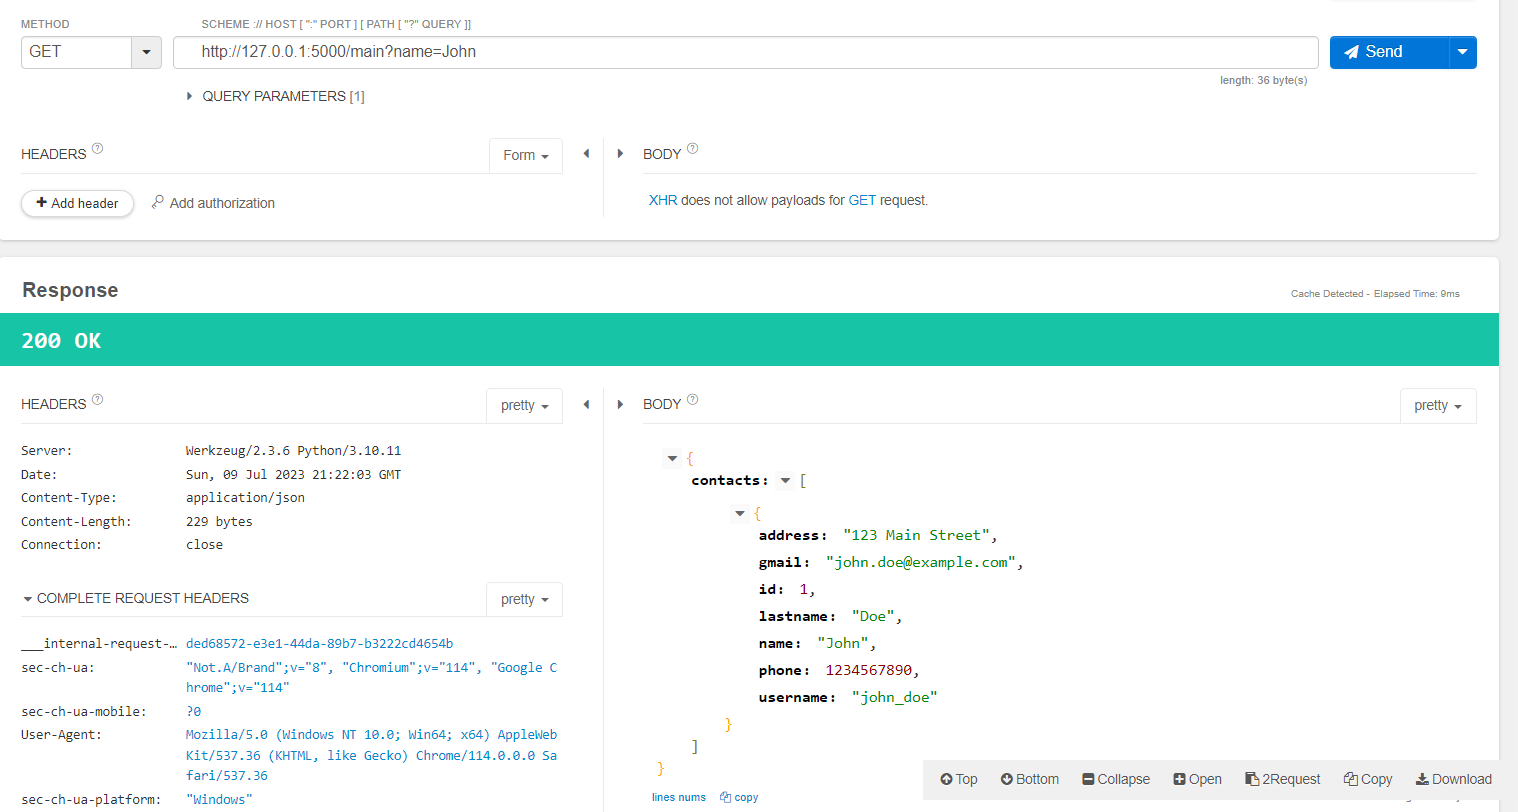 METHOD
SCHEME :// HOST [ ":" PORT ] [ PATH [ "?" QUERY ]]
GET
http://127.0.0.1:5000/main?name=John
Send
length: 36 byte(s)
QUERY PARAMETERS [1]
HEADERS ?
Form
BODY ?
+ Add header
Add authorization
XHR does not allow payloads for GET request.
Response
Cache Detected - Elapsed Time: 9ms
200 OK
HEADERS ?
pretty
BODY ?
pretty
Server: Werkzeug/2.3.6 Python/3.10.11
Date: Sun, 09 Jul 2023 21:22:03 GMT
Content-Type: application/json
Content-Length: 229 bytes
Connection: close
COMPLETE REQUEST HEADERS
pretty
___internal-request-… ded68572-e3e1-44da-89b7-b3222cd4654b
sec-ch-ua: "Not.A/Brand";v="8", "Chromium";v="114", "Google C
hrome";v="114"
sec-ch-ua-mobile: ?0
User-Agent: Mozilla/5.0 (Windows NT 10.0; Win64; x64) AppleWeb
Kit/537.36 (KHTML, like Gecko) Chrome/114.0.0.0 Sa
fari/537.36
sec-ch-ua-platform: "Windows"
{
contacts: [
{
address: "123 Main Street",
gmail: "john.doe@example.com",
id: 1,
lastname: "Doe",
name: "John",
phone: 1234567890,
username: "john_doe"
}
]
}
lines nums copy
Top Bottom Collapse Open 2Request Copy Download